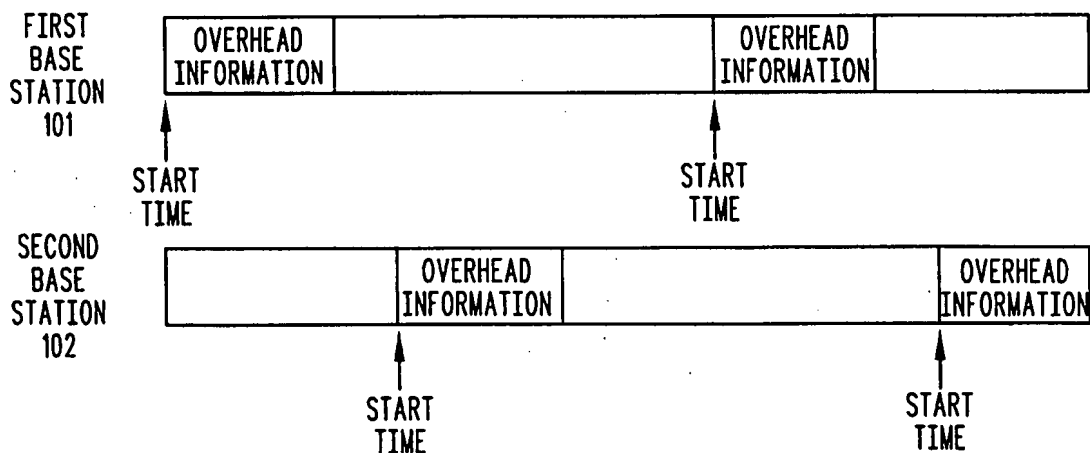 FIRST
BASE
STATION
101
OVERHEAD
INFORMATION
OVERHEAD
INFORMATION
START
TIME
START
TIME
SECOND
BASE
STATION
102
OVERHEAD
INFORMATION
OVERHEAD
INFORMATION
START
TIME
START
TIME